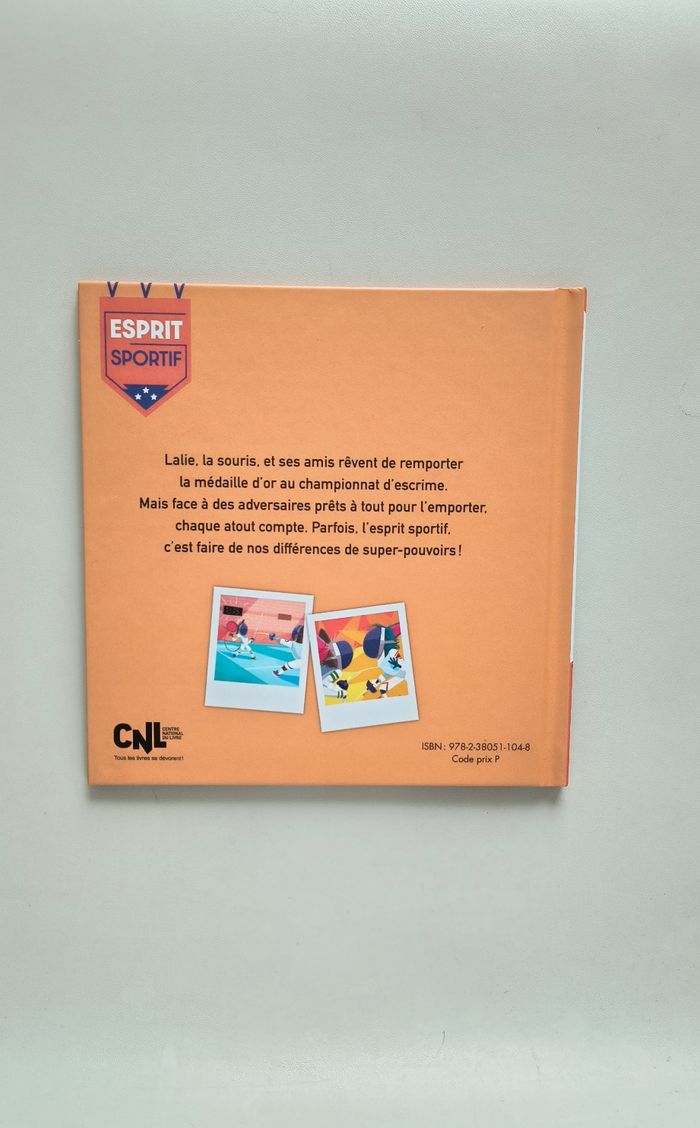 ESPRIT
SPORTIF
Lalie, la souris, et ses amis rêvent de remporter
la médaille d'or au championnat d'escrime.
Mais face à des adversaires prêts à tout pour l'emporter,
chaque atout compte. Parfois, l'esprit sportif,
c'est faire de nos différences de super-pouvoirs !
CNL
CENTRE
NATIONAL
DU LIVRE
Tous les livres se dévorent !
ISBN : 978-2-38051-104-8
Code prix P